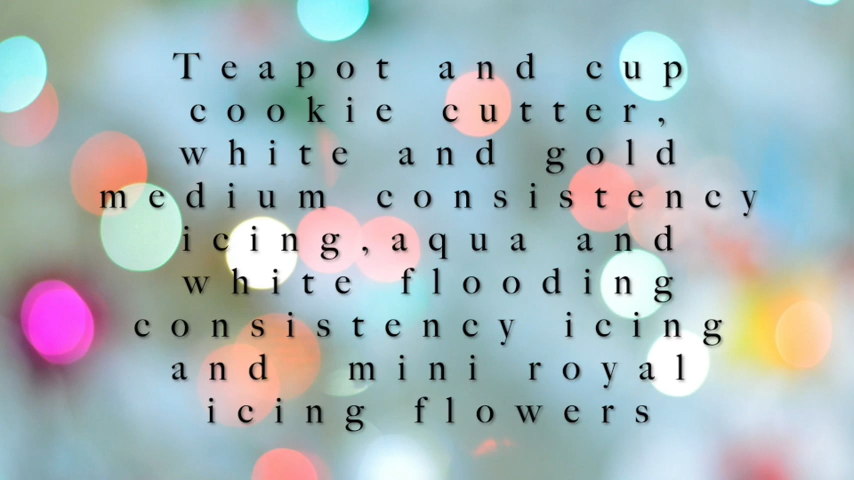 Teapot and cup
cookie cutter,
white and gold
medium consistency
icing,aqua and
white flooding
consistency icing
and mini royal
icing flowers